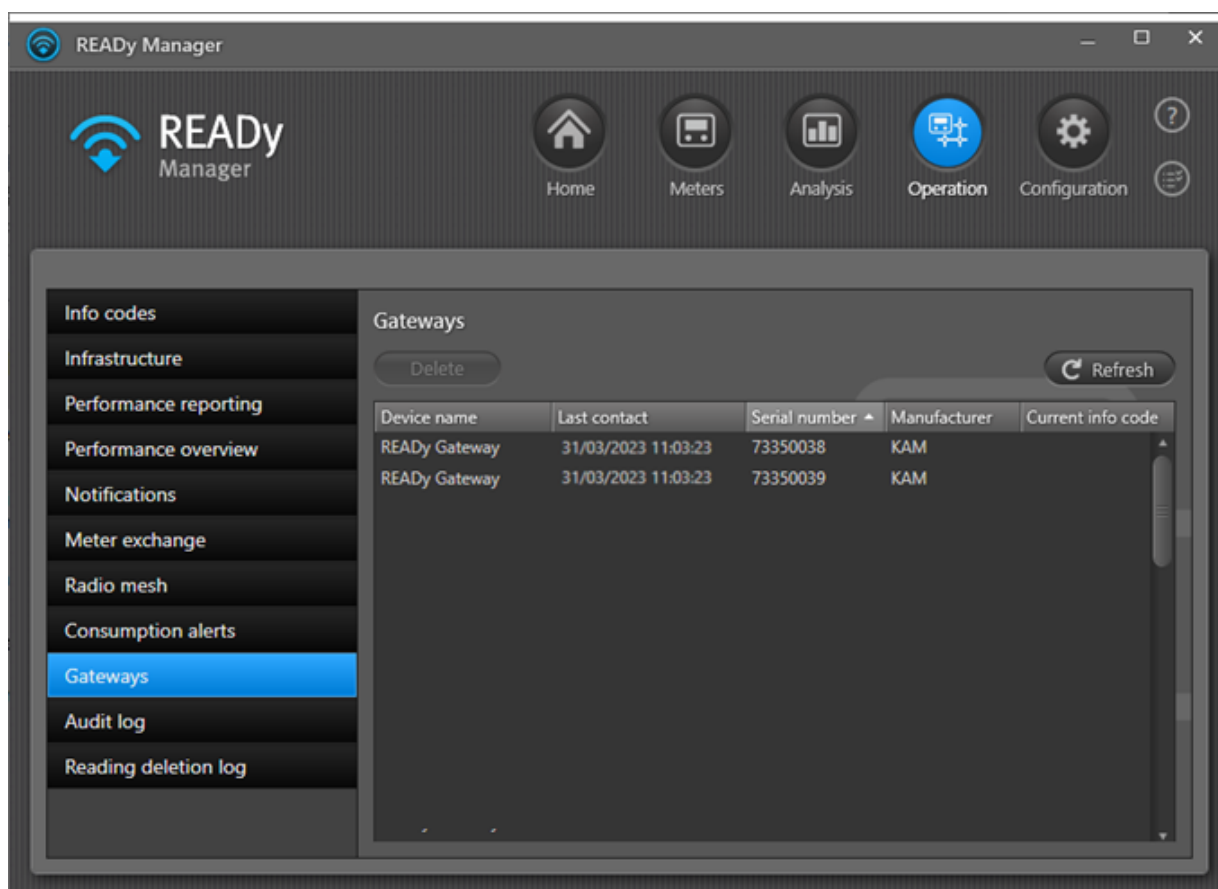 READy Manager
READy
Manager
Home Meters Analysis Operation Configuration
?
Info codes
Infrastructure
Performance reporting
Performance overview
Notifications
Meter exchange
Radio mesh
Consumption alerts
Gateways
Audit log
Reading deletion log
Gateways
Delete Refresh
Device name Last contact Serial number Manufacturer Current info code
READy Gateway 31/03/2023 11:03:23 73350038 KAM
READy Gateway 31/03/2023 11:03:23 73350039 KAM